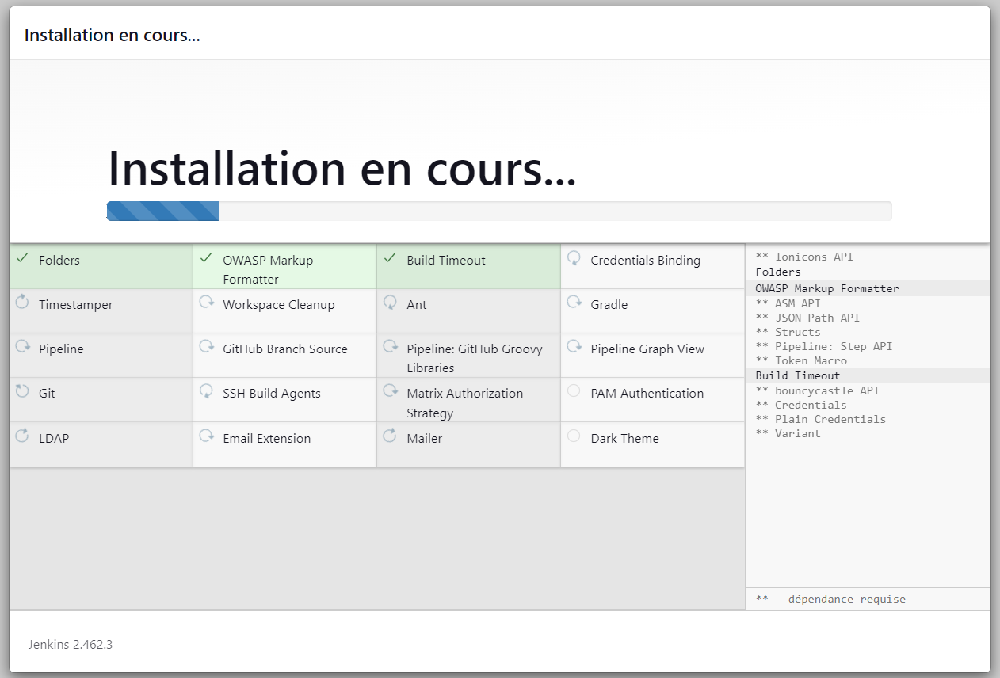 Installation en cours...
Installation en cours...
Folders
OWASP Markup
Formatter
Build Timeout
Credentials Binding
Timestamper
Workspace Cleanup
Ant
Gradle
Pipeline
GitHub Branch Source
Pipeline: GitHub Groovy
Libraries
Pipeline Graph View
Git
SSH Build Agents
Matrix Authorization
Strategy
PAM Authentication
LDAP
Email Extension
Mailer
Dark Theme
** Ionicons API
Folders
OWASP Markup Formatter
** ASM API
** JSON Path API
** Structs
** Pipeline: Step API
** Token Macro
Build Timeout
** bouncycastle API
** Credentials
** Plain Credentials
** Variant
** - dépendance requise
Jenkins 2.462.3